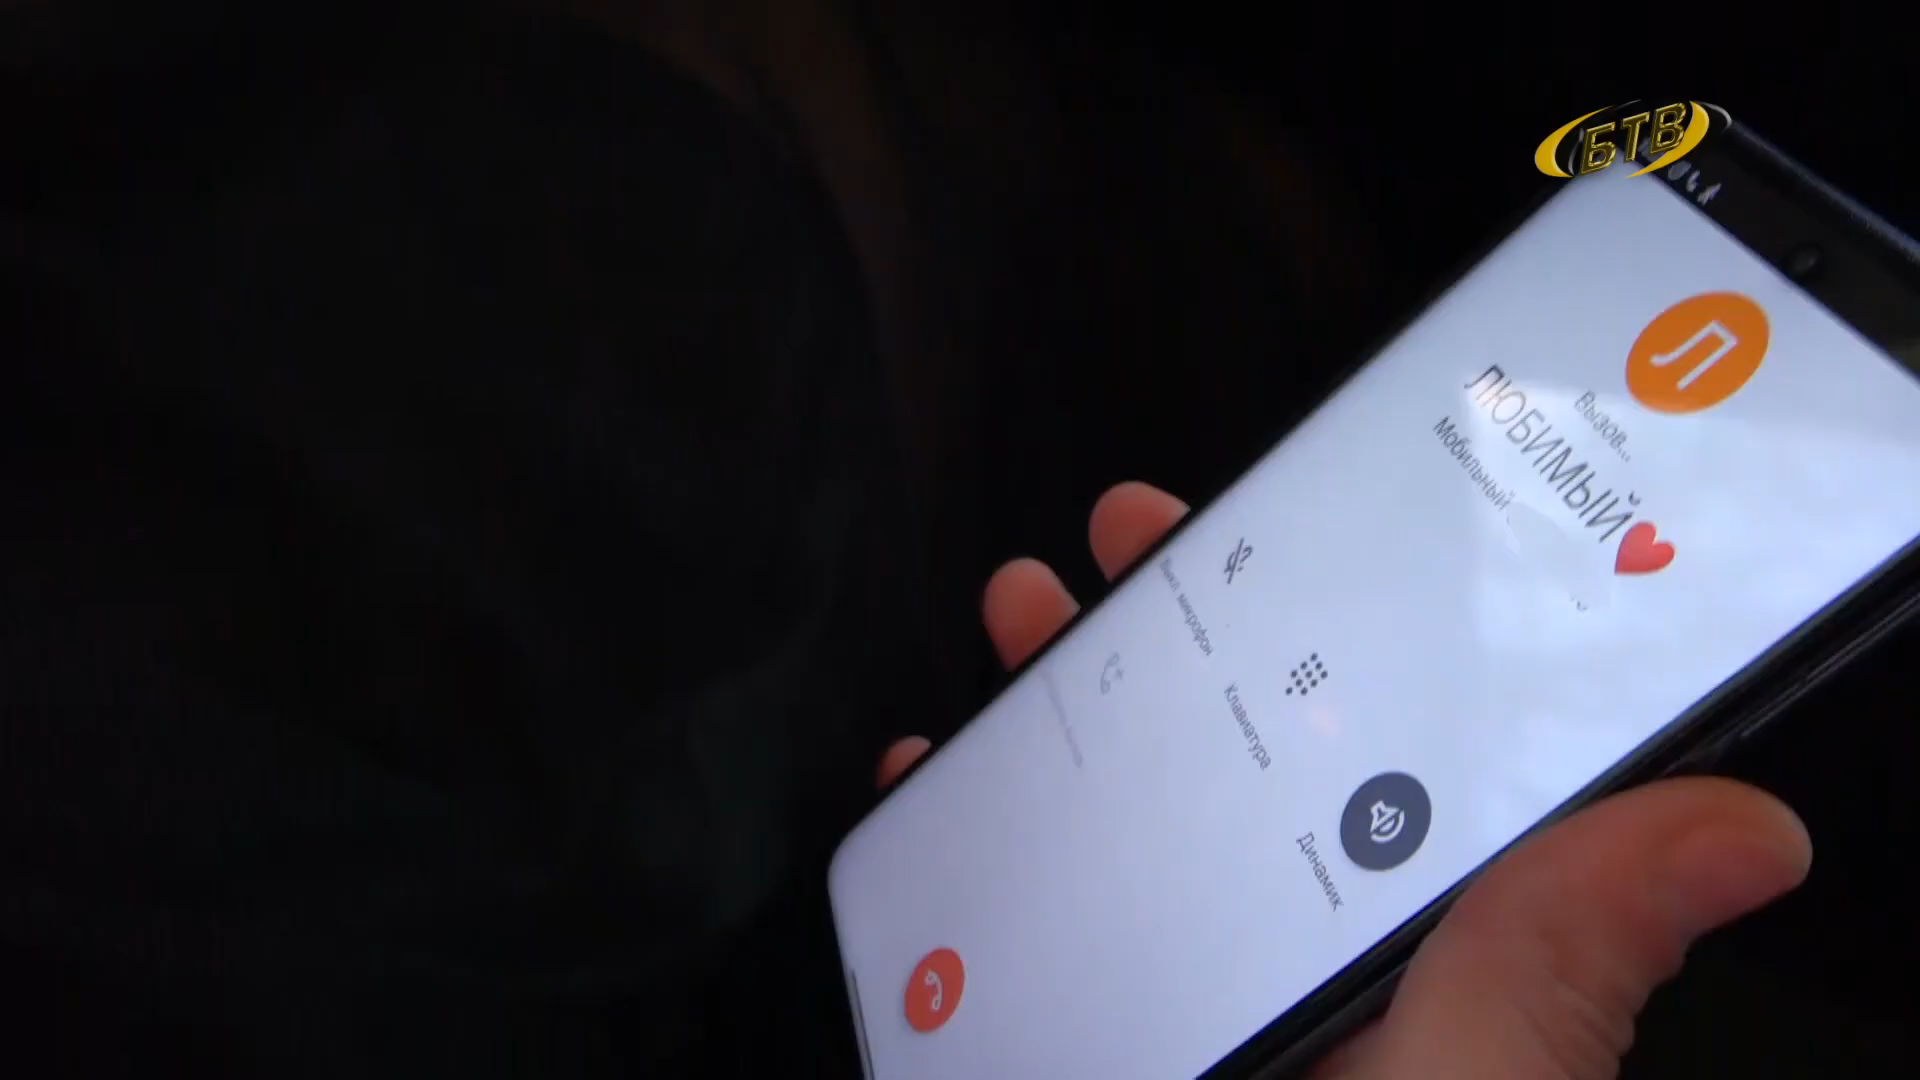 БТВ
Л
Вызов...
ЛЮБИМЫЙ❤
Мобильный
Выкл. микрофон
Клавиатура
Динамик